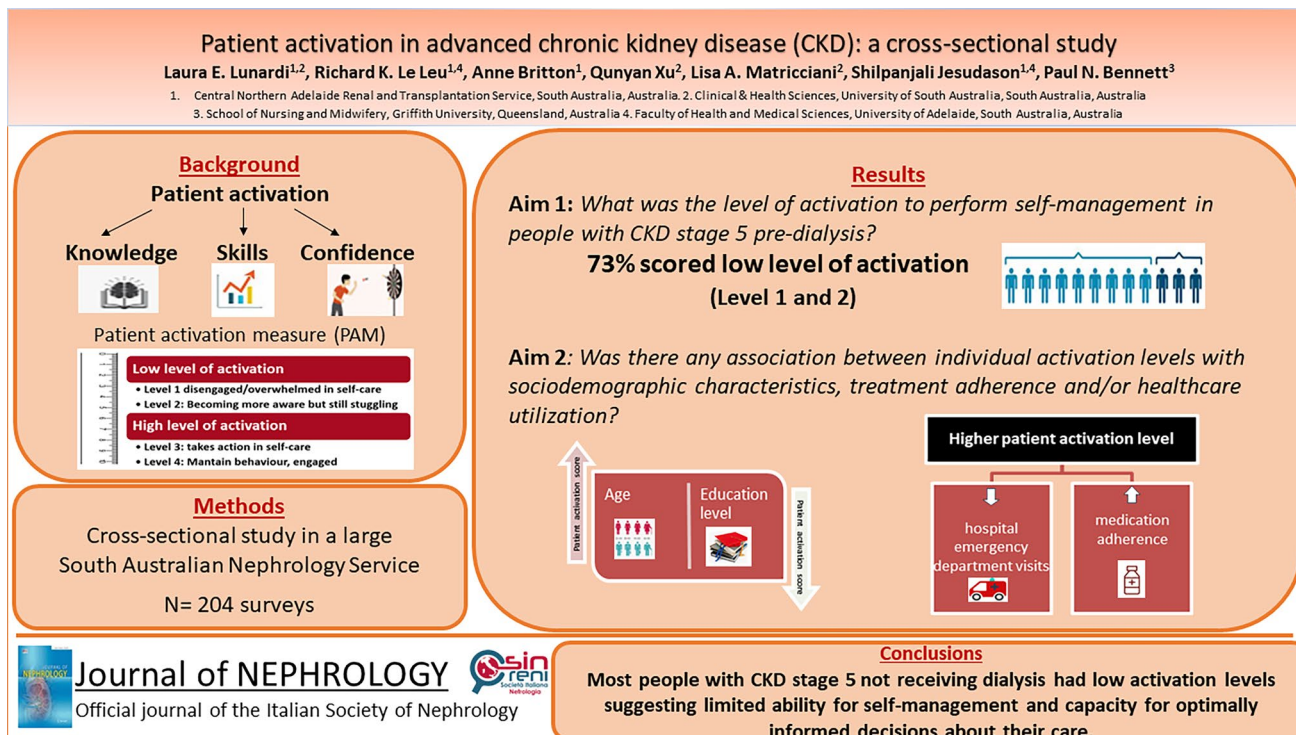 Patient activation in advanced chronic kidney disease (CKD): a cross-sectional study
Laura E. Lunardi1,2, Richard K. Le Leu1,4, Anne Britton1, Qunyan Xu2, Lisa A. Matricciani2, Shilpanjali Jesudason1,4, Paul N. Bennett3
1. Central Northern Adelaide Renal and Transplantation Service, South Australia, Australia. 2. Clinical & Health Sciences, University of South Australia, South Australia, Australia
3. School of Nursing and Midwifery, Griffith University, Queensland, Australia 4. Faculty of Health and Medical Sciences, University of Adelaide, South Australia, Australia
Background
Patient activation
Knowledge Skills Confidence
Patient activation measure (PAM)
Low level of activation
• Level 1 disengaged/overwhelmed in self-care
• Level 2: Becoming more aware but still stuggling
High level of activation
• Level 3: takes action in self-care
• Level 4: Mantain behaviour, engaged
Methods
Cross-sectional study in a large
South Australian Nephrology Service
N= 204 surveys
Results
Aim 1: What was the level of activation to perform self-management in
people with CKD stage 5 pre-dialysis?
73% scored low level of activation
(Level 1 and 2)
Aim 2: Was there any association between individual activation levels with
sociodemographic characteristics, treatment adherence and/or healthcare
utilization?
Patient activation score
Age
Education
level
Patient activation score
Higher patient activation level
hospital
emergency
department visits
medication
adherence
JOURNAL OF
NEPHROLOGY
Journal of NEPHROLOGY
Official journal of the Italian Society of Nephrology
sin
reni
Società Italiana
Nefrologia
Conclusions
Most people with CKD stage 5 not receiving dialysis had low activation levels
suggesting limited ability for self-management and capacity for optimally
informed decisions about their care